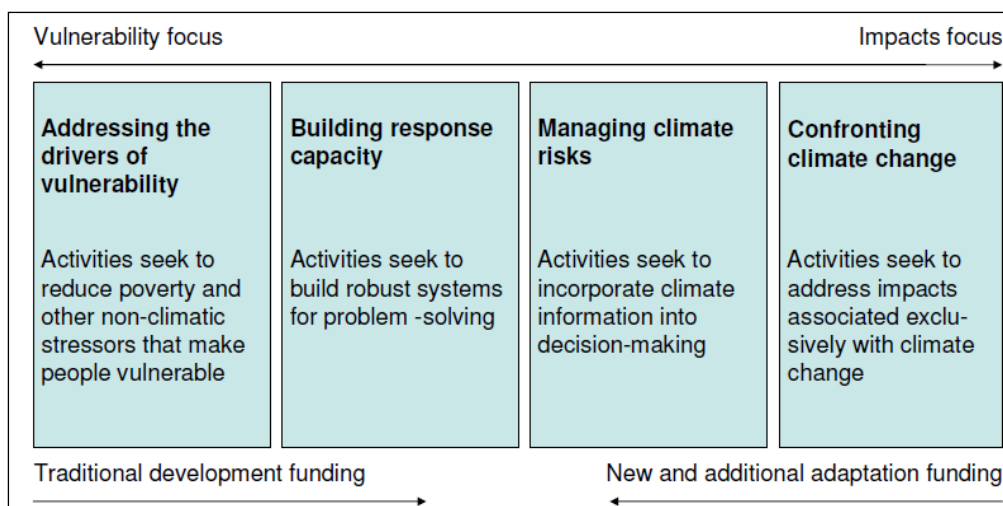 Vulnerability focus
Impacts focus
Addressing the
drivers of
vulnerability
Activities seek to
reduce poverty and
other non-climatic
stressors that make
people vulnerable
Building response
capacity
Activities seek to
build robust systems
for problem -solving
Managing climate
risks
Activities seek to
incorporate climate
information into
decision-making
Confronting
climate change
Activities seek to
address impacts
associated exclu-
sively with climate
change
Traditional development funding
New and additional adaptation funding